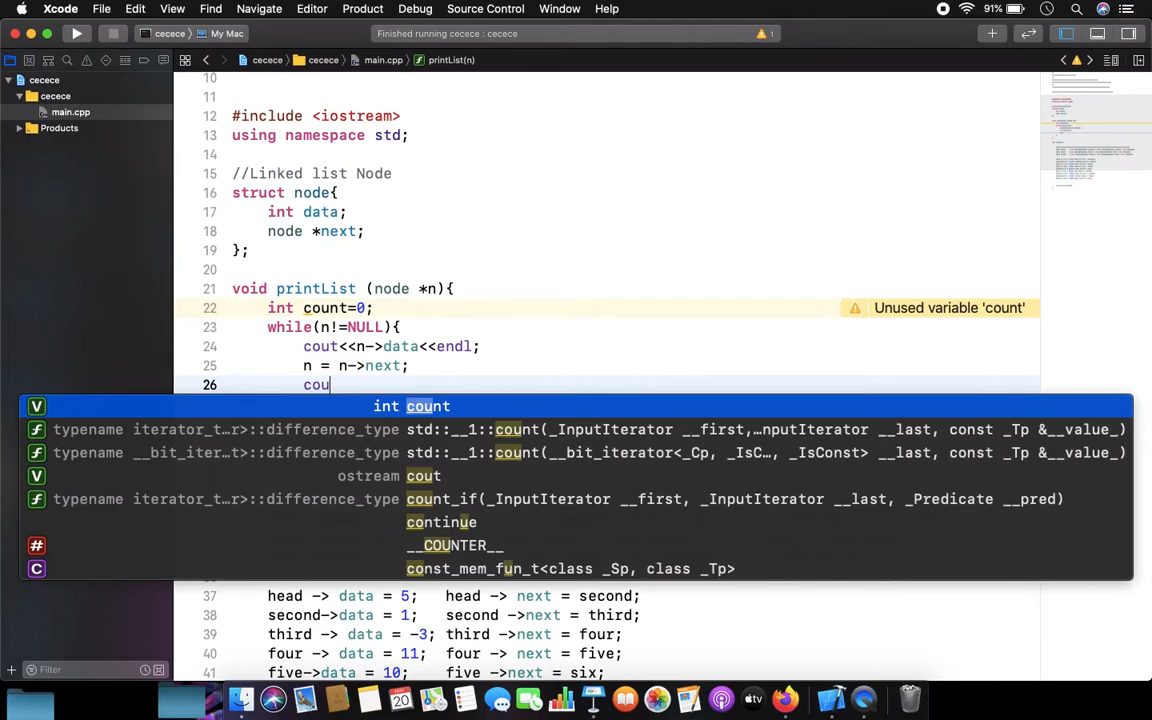 Xcode File Edit View Find Navigate Editor Product Debug Source Control Window Help 91%
cecece My Mac Finished running cecece : cecece 1
cecece cecece main.cpp printList(n)
cecece
cecece
main.cpp
Products
10
11
12 #include <iostream>
13 using namespace std;
14
15 //Linked list Node
16 struct node{
17 int data;
18 node *next;
19 };
20
21 void printList (node *n){
22 int count=0; Unused variable 'count'
23 while(n!=NULL){
24 cout<<n->data<<endl;
25 n = n->next;
26 cou
V int count
f typename iterator_t…r>::difference_type std::__1::count(_InputIterator __first,…nputIterator __last, const _Tp &__value_)
f typename __bit_iter…t>::difference_type std::__1::count(__bit_iterator<_Cp, _IsC…, _IsConst> __last, const _Tp &__value_)
V ostream cout
f typename iterator_t…r>::difference_type count_if(_InputIterator __first, _InputIterator __last, _Predicate __pred)
continue
# __COUNTER__
C const_mem_fun_t<class _Sp, class _Tp>
37 head -> data = 5; head -> next = second;
38 second->data = 1; second ->next = third;
39 third -> data = -3; third ->next = four;
40 four -> data = 11; four -> next = five;
41 five->data = 10; five ->next = six;
Filter
MAY
20
tv